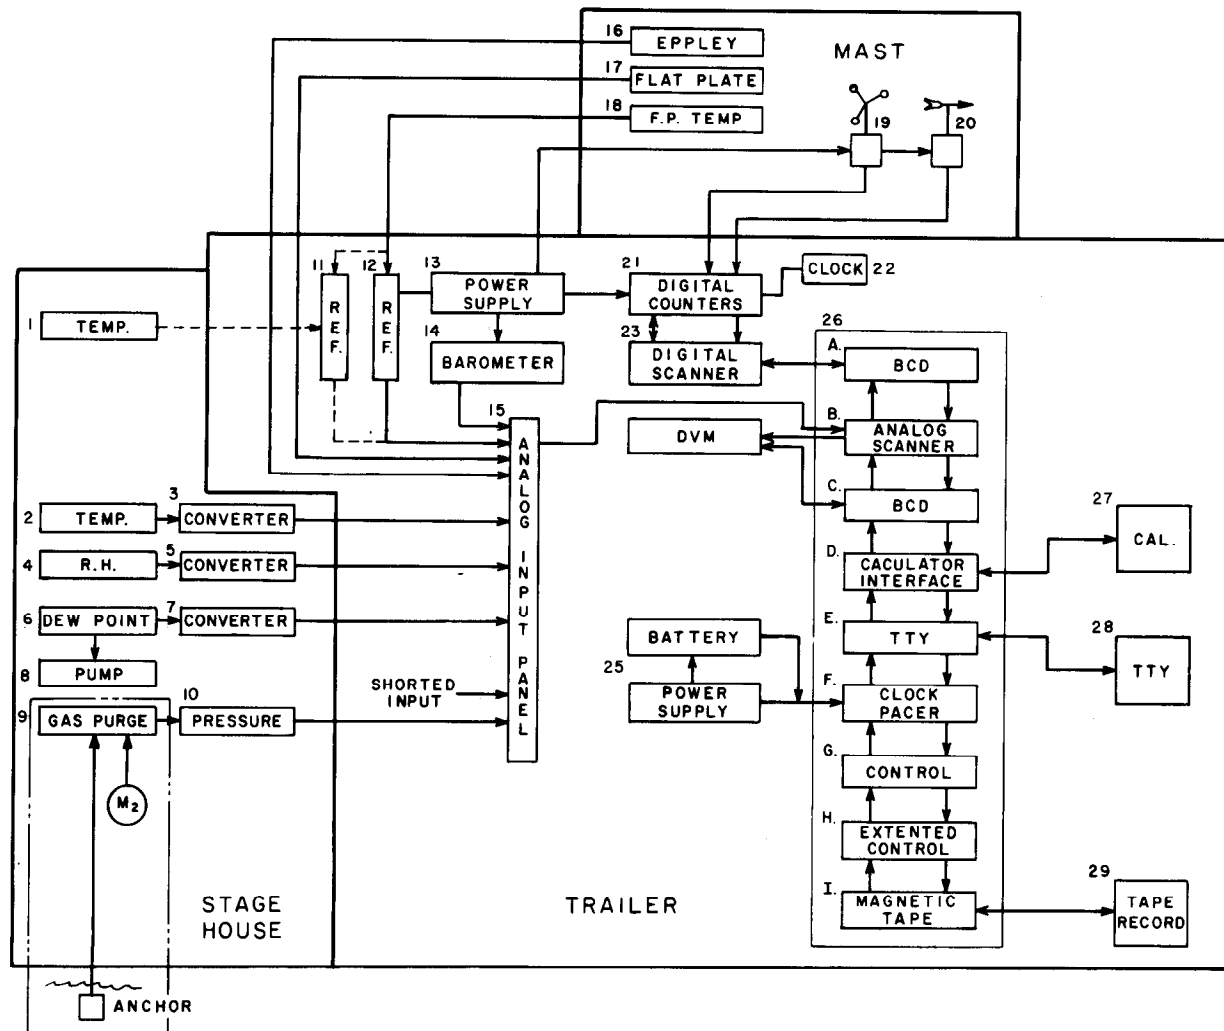 16
EPPLEY
MAST
17
FLAT PLATE
18
F.P. TEMP
19
20
11
12
13
21
REF.
REF.
POWER
SUPPLY
DIGITAL
COUNTERS
CLOCK
22
1
TEMP.
14
BAROMETER
23
DIGITAL
SCANNER
26
A.
BCD
15
ANALOG INPUT PANEL
DVM
B.
ANALOG
SCANNER
2
TEMP.
3
CONVERTER
C.
BCD
27
CAL.
4
R.H.
5
CONVERTER
D.
CACULATOR
INTERFACE
6
DEW POINT
7
CONVERTER
BATTERY
E.
TTY
28
TTY
8
PUMP
SHORTED
INPUT
25
POWER
SUPPLY
F.
CLOCK
PACER
9
GAS PURGE
10
PRESSURE
G.
CONTROL
M2
H.
EXTENTED
CONTROL
STAGE
HOUSE
TRAILER
I.
MAGNETIC
TAPE
29
TAPE
RECORD
ANCHOR